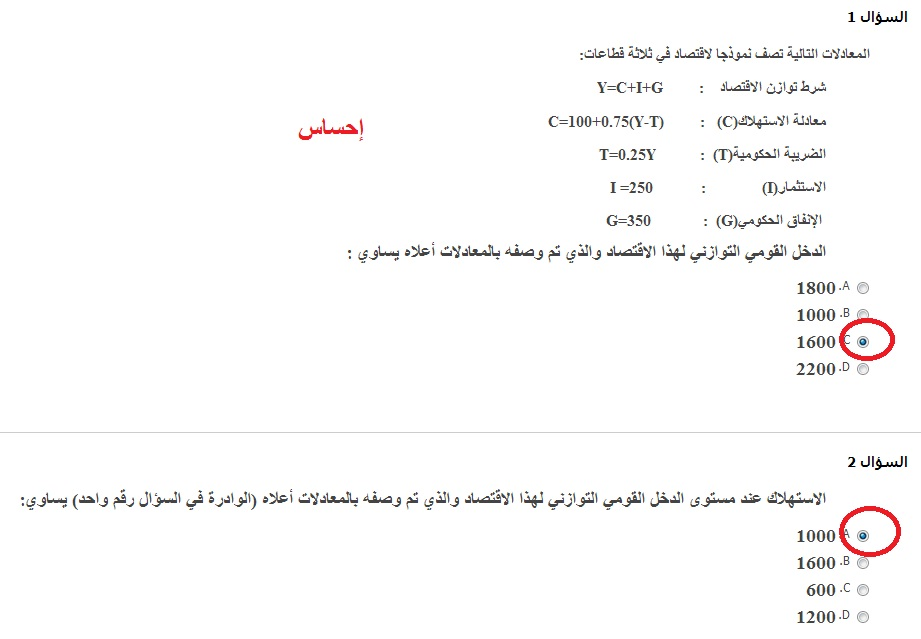 السؤال 1
المعادلات التالية تصف نموذجا لاقتصاد في ثلاثة قطاعات:
شرط توازن الاقتصاد : Y=C+I+G
معادلة الاستهلاك(C) : C=100+0.75(Y-T)
إحساس
الضريبة الحكومية(T) : T=0.25Y
الاستثمار(I) : I =250
الإنفاق الحكومي(G) : G=350
الدخل القومي التوازني لهذا الاقتصاد والذي تم وصفه بالمعادلات أعلاه يساوي :
1800 .A
1000 .B
1600 .C
2200 .D
السؤال 2
الاستهلاك عند مستوى الدخل القومي التوازني لهذا الاقتصاد والذي تم وصفه بالمعادلات أعلاه (الوادرة في السؤال رقم واحد) يساوي:
1000 .A
1600 .B
600 .C
1200 .D